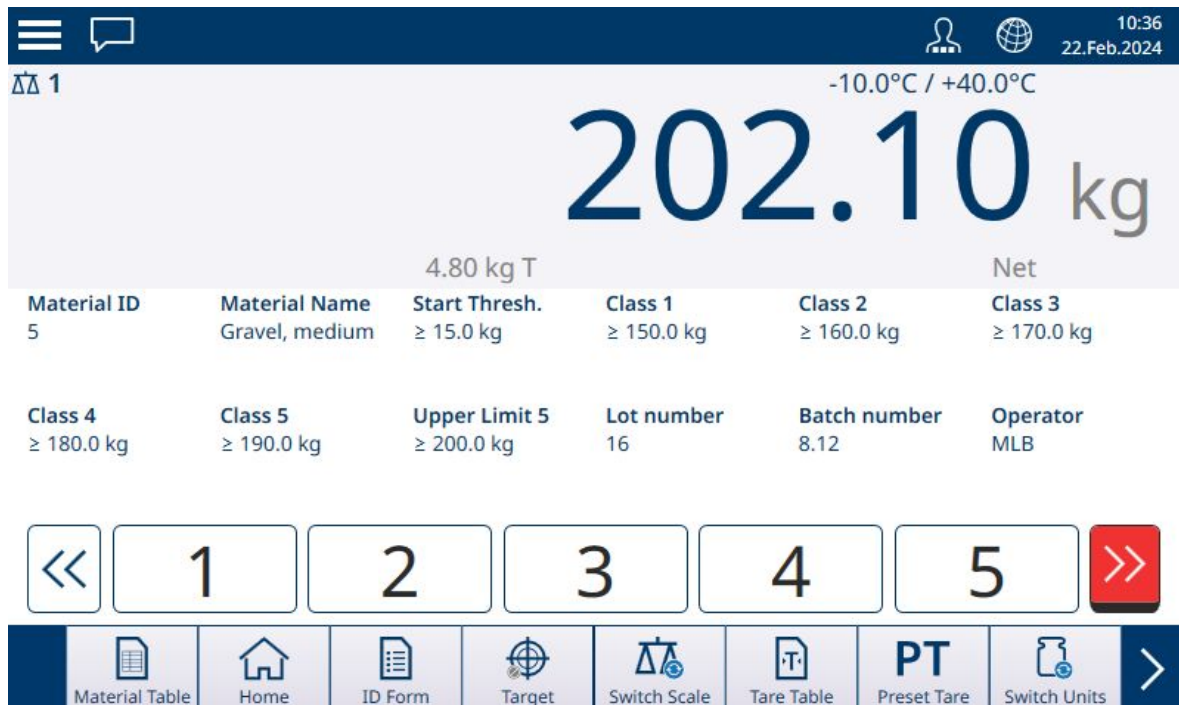 10:36
22.Feb.2024
1
-10.0°C / +40.0°C
202.10 kg
4.80 kg T Net
Material ID Material Name Start Thresh. Class 1 Class 2 Class 3
5 Gravel, medium ≥ 15.0 kg ≥ 150.0 kg ≥ 160.0 kg ≥ 170.0 kg
Class 4 Class 5 Upper Limit 5 Lot number Batch number Operator
≥ 180.0 kg ≥ 190.0 kg ≥ 200.0 kg 16 8.12 MLB
<< 1 2 3 4 5 >>
T PT
Material Table Home ID Form Target Switch Scale Tare Table Preset Tare Switch Units